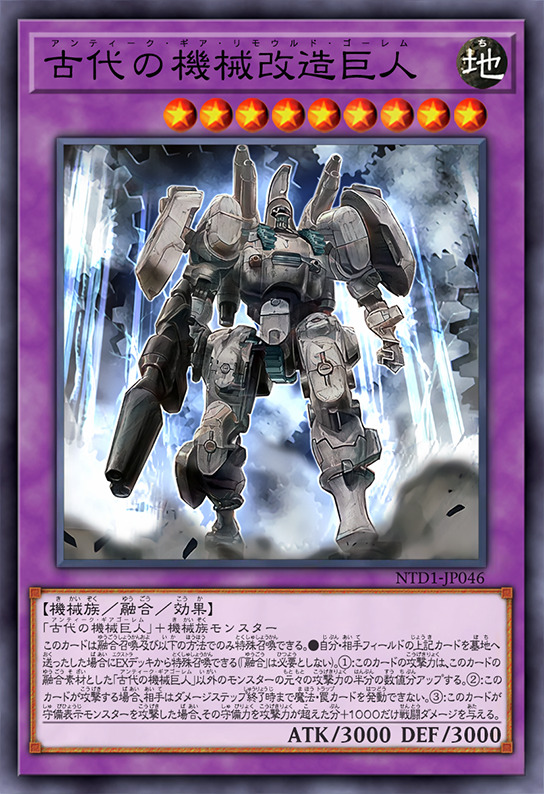 アンティーク・ギア・リモウルド・ゴーレム
古代の機械改造巨人
ち
地
NTD1-JP046
【機械族／融合／効果】
「古代の機械巨人」＋機械族モンスター
このカードは融合召喚及び以下の方法でのみ特殊召喚できる。●自分・相手フィールドの上記カードを墓地へ
送ったした場合にEXデッキから特殊召喚できる(「融合」は必要としない)。①：このカードの攻撃力は、このカードの
融合素材とした「古代の機械巨人」以外のモンスターの元々の攻撃力の半分の数値分アップする。②：この
カードが攻撃する場合、相手はダメージステップ終了時まで魔法・罠カードを発動できない。③：このカードが
守備表示モンスターを攻撃した場合、その守備力を攻撃力が超えた分＋1000だけ戦闘ダメージを与える。
ATK/3000 DEF/3000